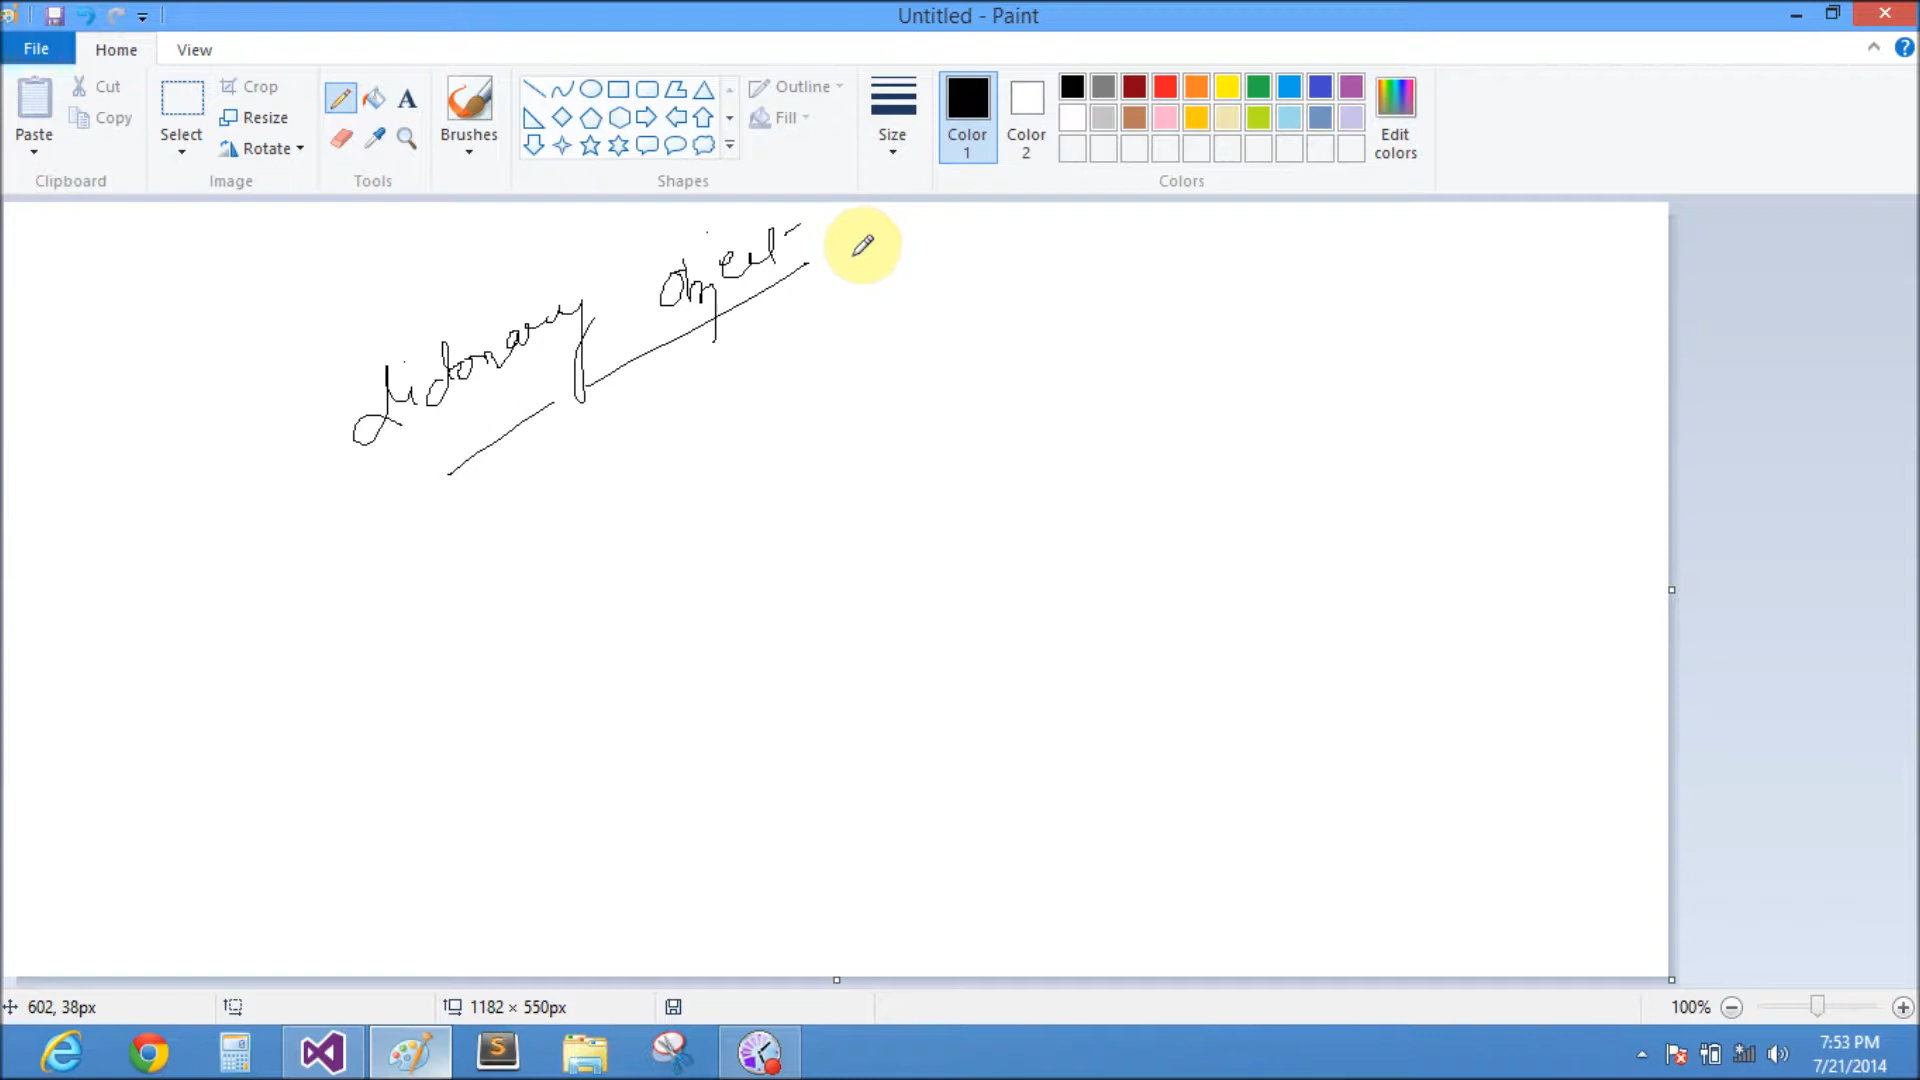 Untitled - Paint
File Home View
Paste
Cut
Copy
Clipboard
Select
Crop
Resize
Rotate
Image
Tools
Brushes
Shapes
Outline
Fill
Size
Color 1
Color 2
Edit colors
Colors
A
didonary Object
602, 38px
1182 × 550px
100%
S
7:53 PM
7/21/2014